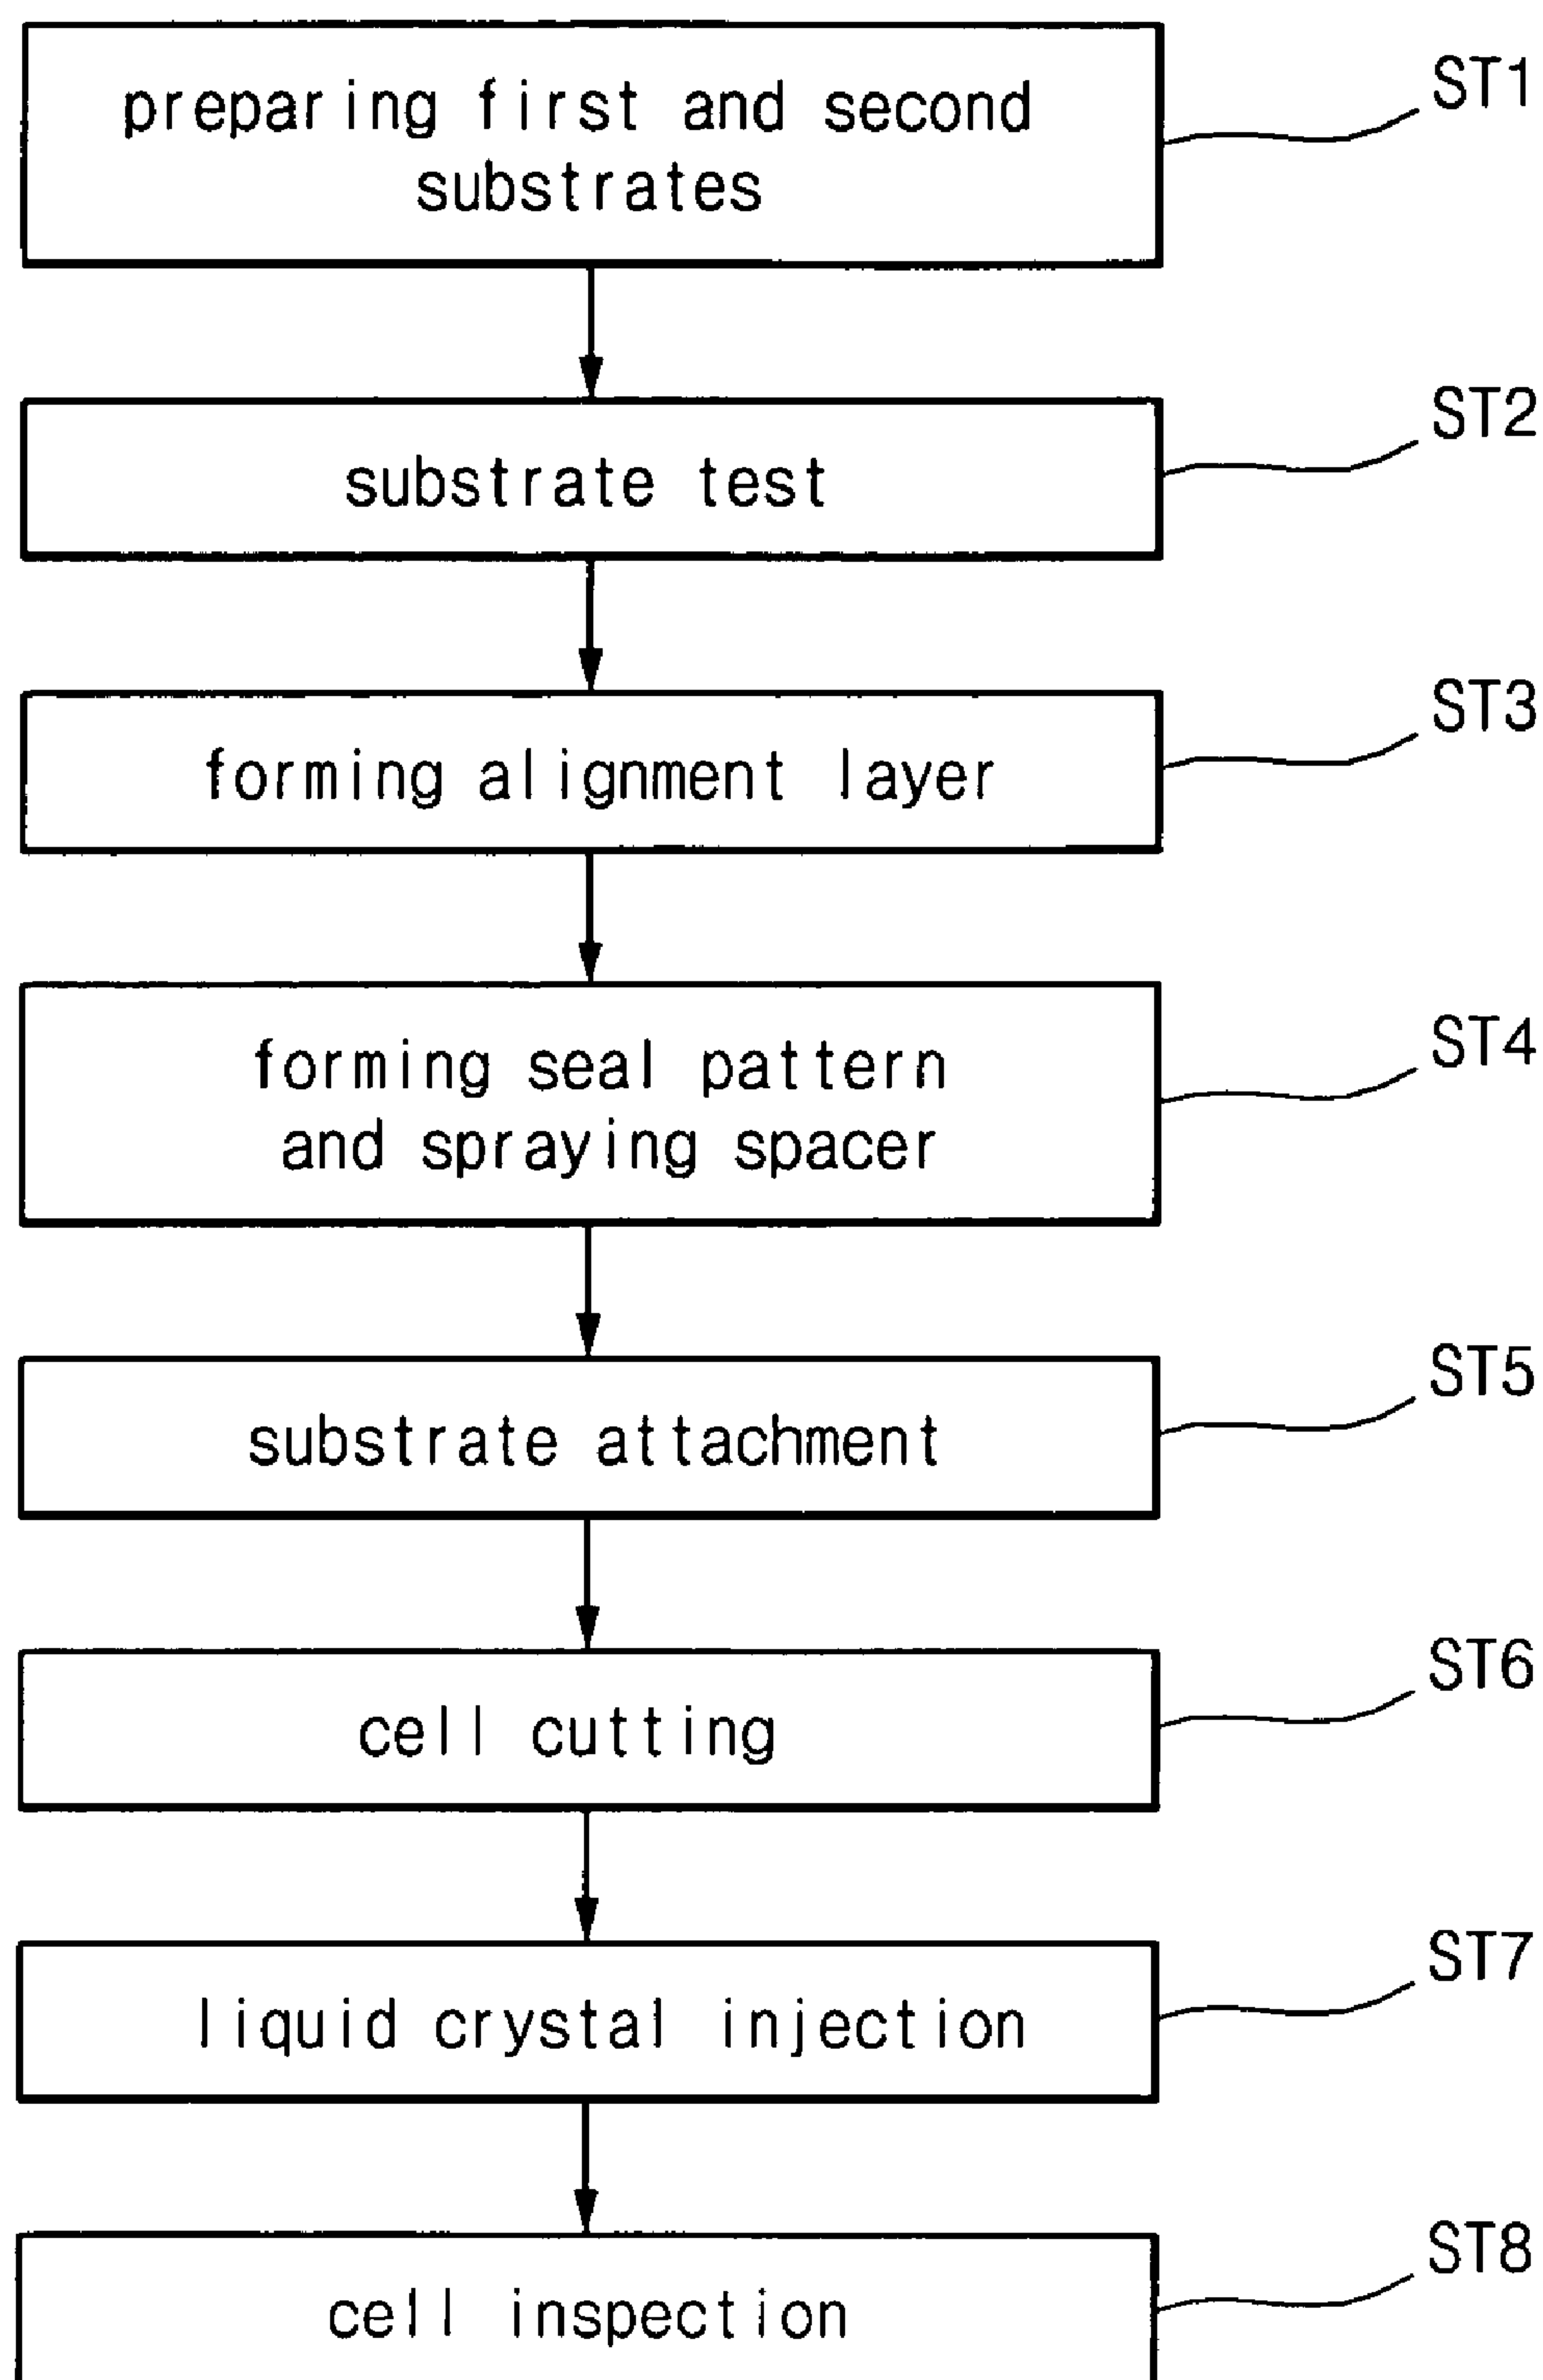 preparing first and second
substrates
ST1
substrate test
ST2
forming alignment layer
ST3
forming seal pattern
and spraying spacer
ST4
substrate attachment
ST5
cell cutting
ST6
liquid crystal injection
ST7
cell inspection
ST8